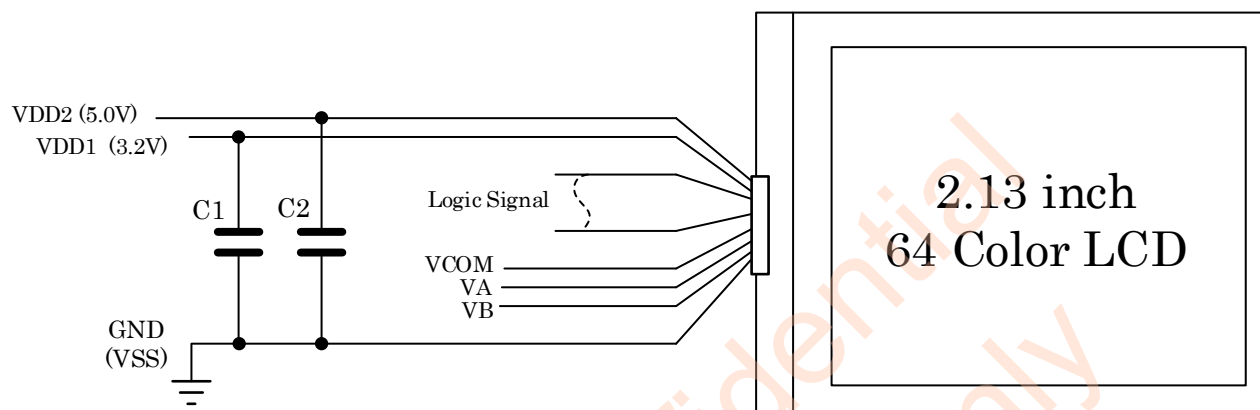 VDD2 (5.0V)
VDD1 (3.2V)
C1
C2
Logic Signal
VCOM
VA
VB
GND
(VSS)
2.13 inch
64 Color LCD